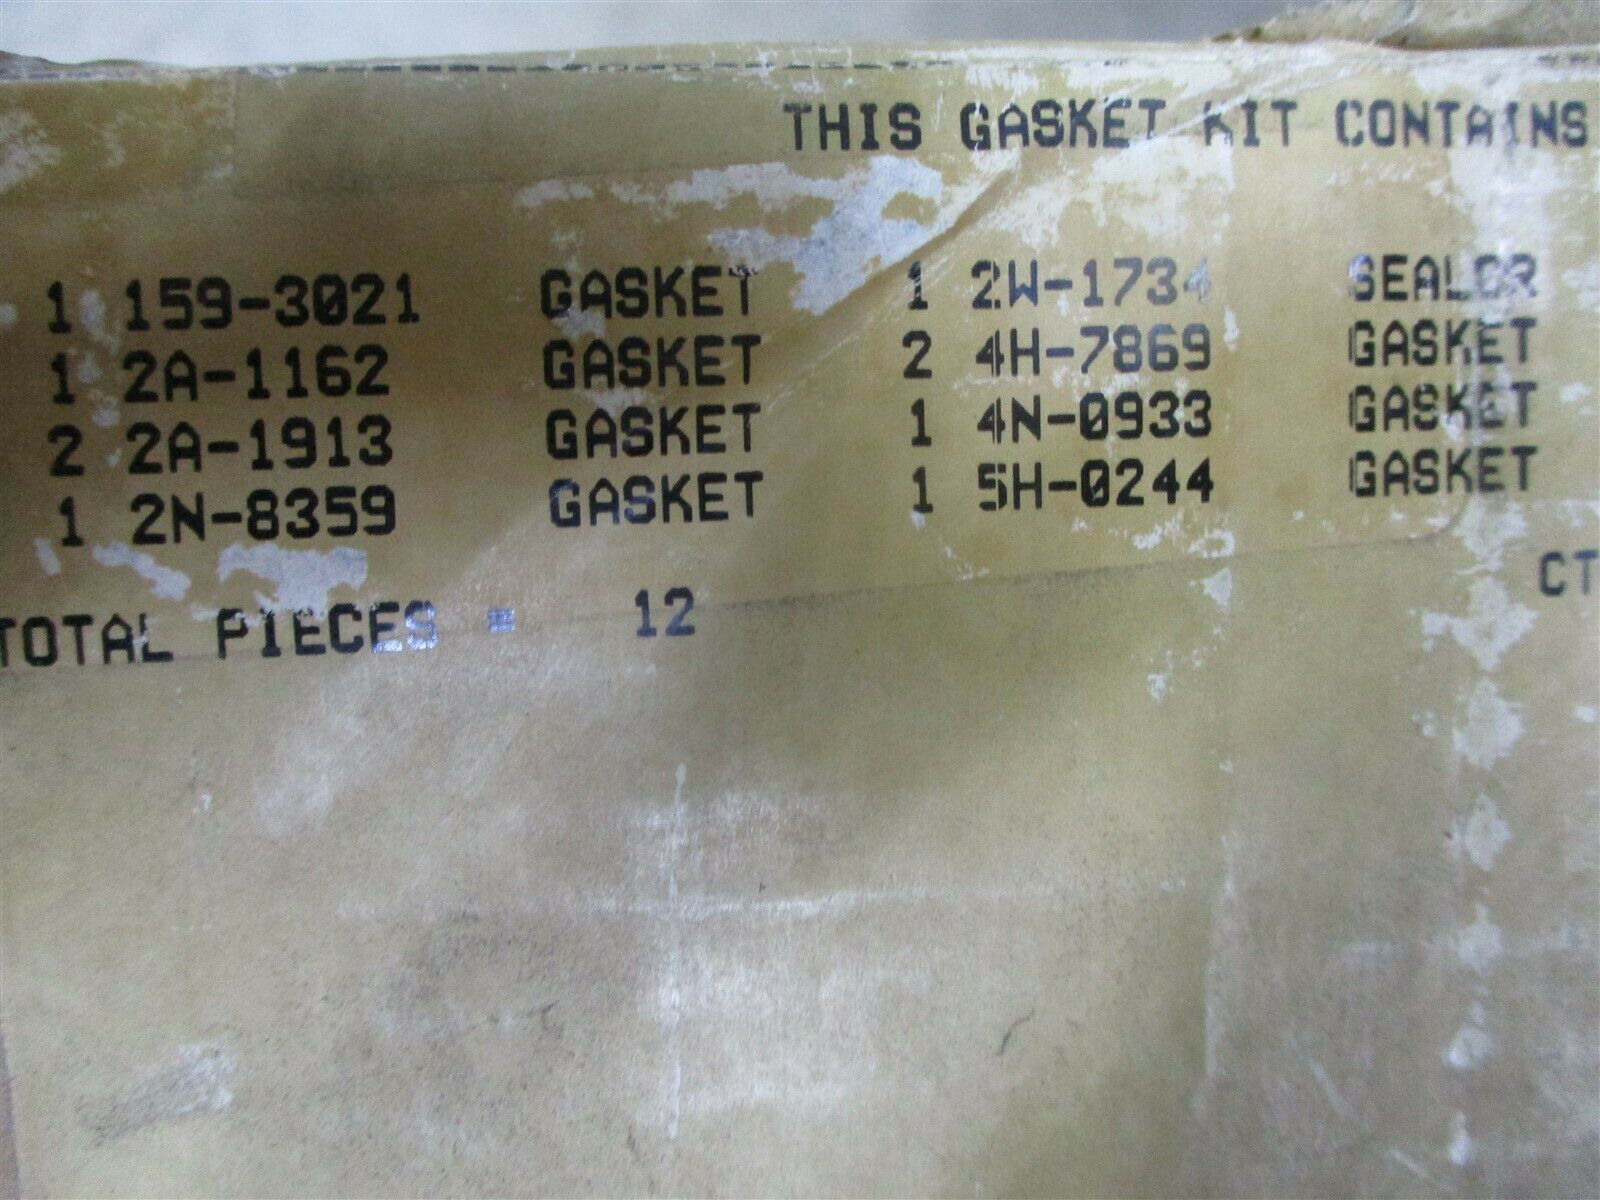 THIS GASKET KIT CONTAINS
1 159-3021 GASKET 1 2W-1734 SEALOR
1 2A-1162 GASKET 2 4H-7869 GASKET
2 2A-1913 GASKET 1 4N-0933 GASKET
1 2N-8359 GASKET 1 5H-0244 GASKET
CT
TOTAL PIECES = 12